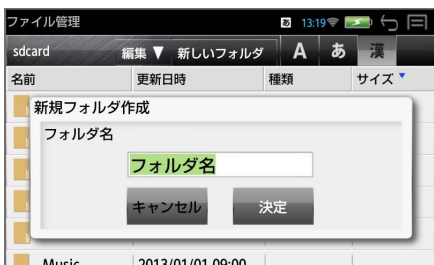 ファイル管理 あ 13:19
sdcard 編集 ▼ 新しいフォルダ A あ 漢
名前 更新日時 種類 サイズ ▼
新規フォルダ作成
フォルダ名
フォルダ名
キャンセル 決定
Music 2013/01/01 09:00